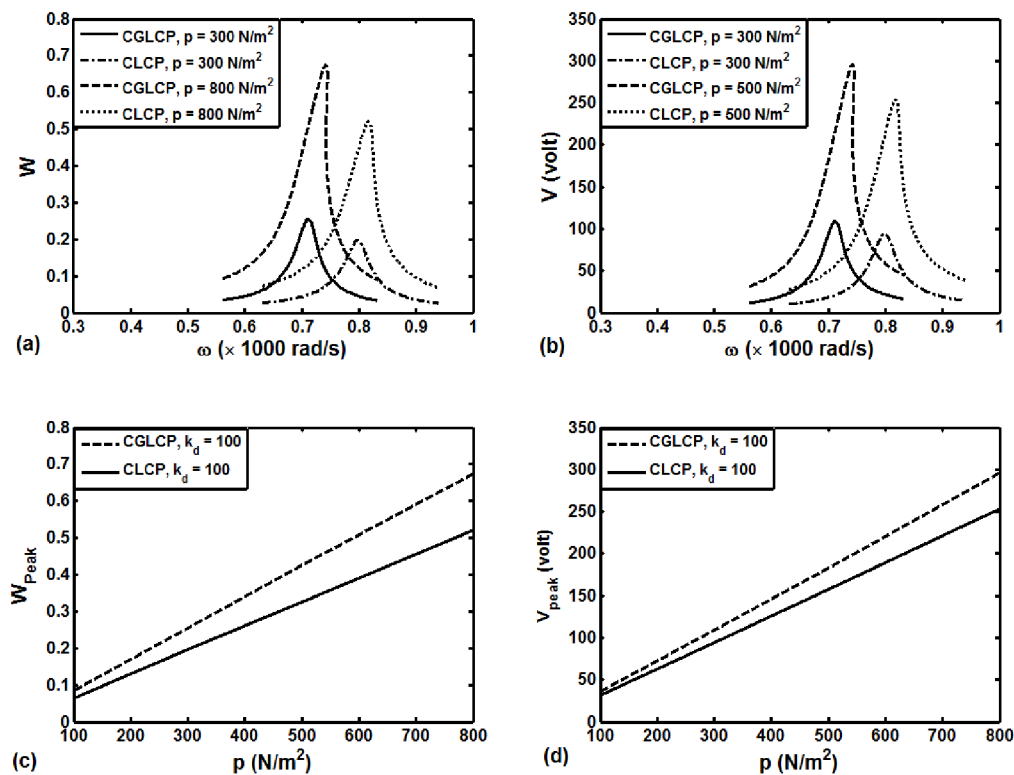 0.8
0.7
0.6
0.5
0.4
0.3
0.2
0.1
0
W
CGLCP, p = 300 N/m²
CLCP, p = 300 N/m²
CGLCP, p = 800 N/m²
CLCP, p = 800 N/m²
0.3 0.4 0.5 0.6 0.7 0.8 0.9 1
(a)
ω (× 1000 rad/s)
350
300
250
200
150
100
50
0
V (volt)
CGLCP, p = 300 N/m²
CLCP, p = 300 N/m²
CGLCP, p = 500 N/m²
CLCP, p = 500 N/m²
0.3 0.4 0.5 0.6 0.7 0.8 0.9 1
(b)
ω (× 1000 rad/s)
0.8
0.7
0.6
0.5
0.4
0.3
0.2
0.1
0
W_Peak
CGLCP, k_d = 100
CLCP, k_d = 100
100 200 300 400 500 600 700 800
(c)
p (N/m²)
350
300
250
200
150
100
50
0
V_peak (volt)
CGLCP, k_d = 100
CLCP, k_d = 100
100 200 300 400 500 600 700 800
(d)
p (N/m²)